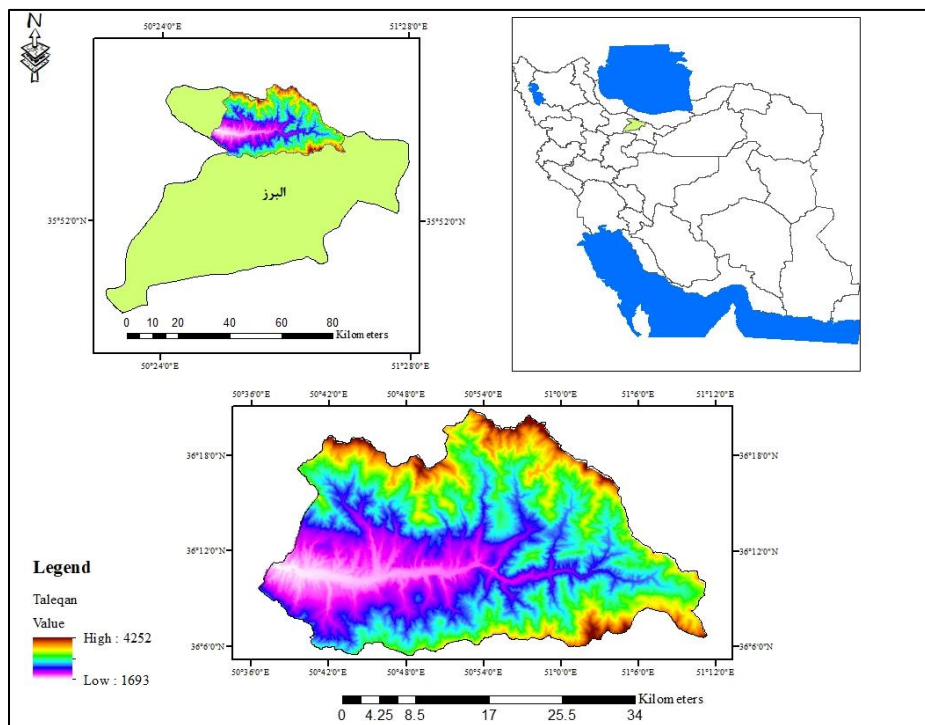 N
50°24'0"E 51°28'0"E
البرز
35°52'0"N 35°52'0"N
0 10 20 40 60 80
Kilometers
50°24'0"E 51°28'0"E
50°36'0"E 50°42'0"E 50°48'0"E 50°54'0"E 51°0'0"E 51°6'0"E 51°12'0"E
36°18'0"N 36°18'0"N
36°12'0"N 36°12'0"N
36°6'0"N 36°6'0"N
50°36'0"E 50°42'0"E 50°48'0"E 50°54'0"E 51°0'0"E 51°6'0"E 51°12'0"E
Legend
Taleqan
Value
High : 4252
Low : 1693
Kilometers
0 4.25 8.5 17 25.5 34